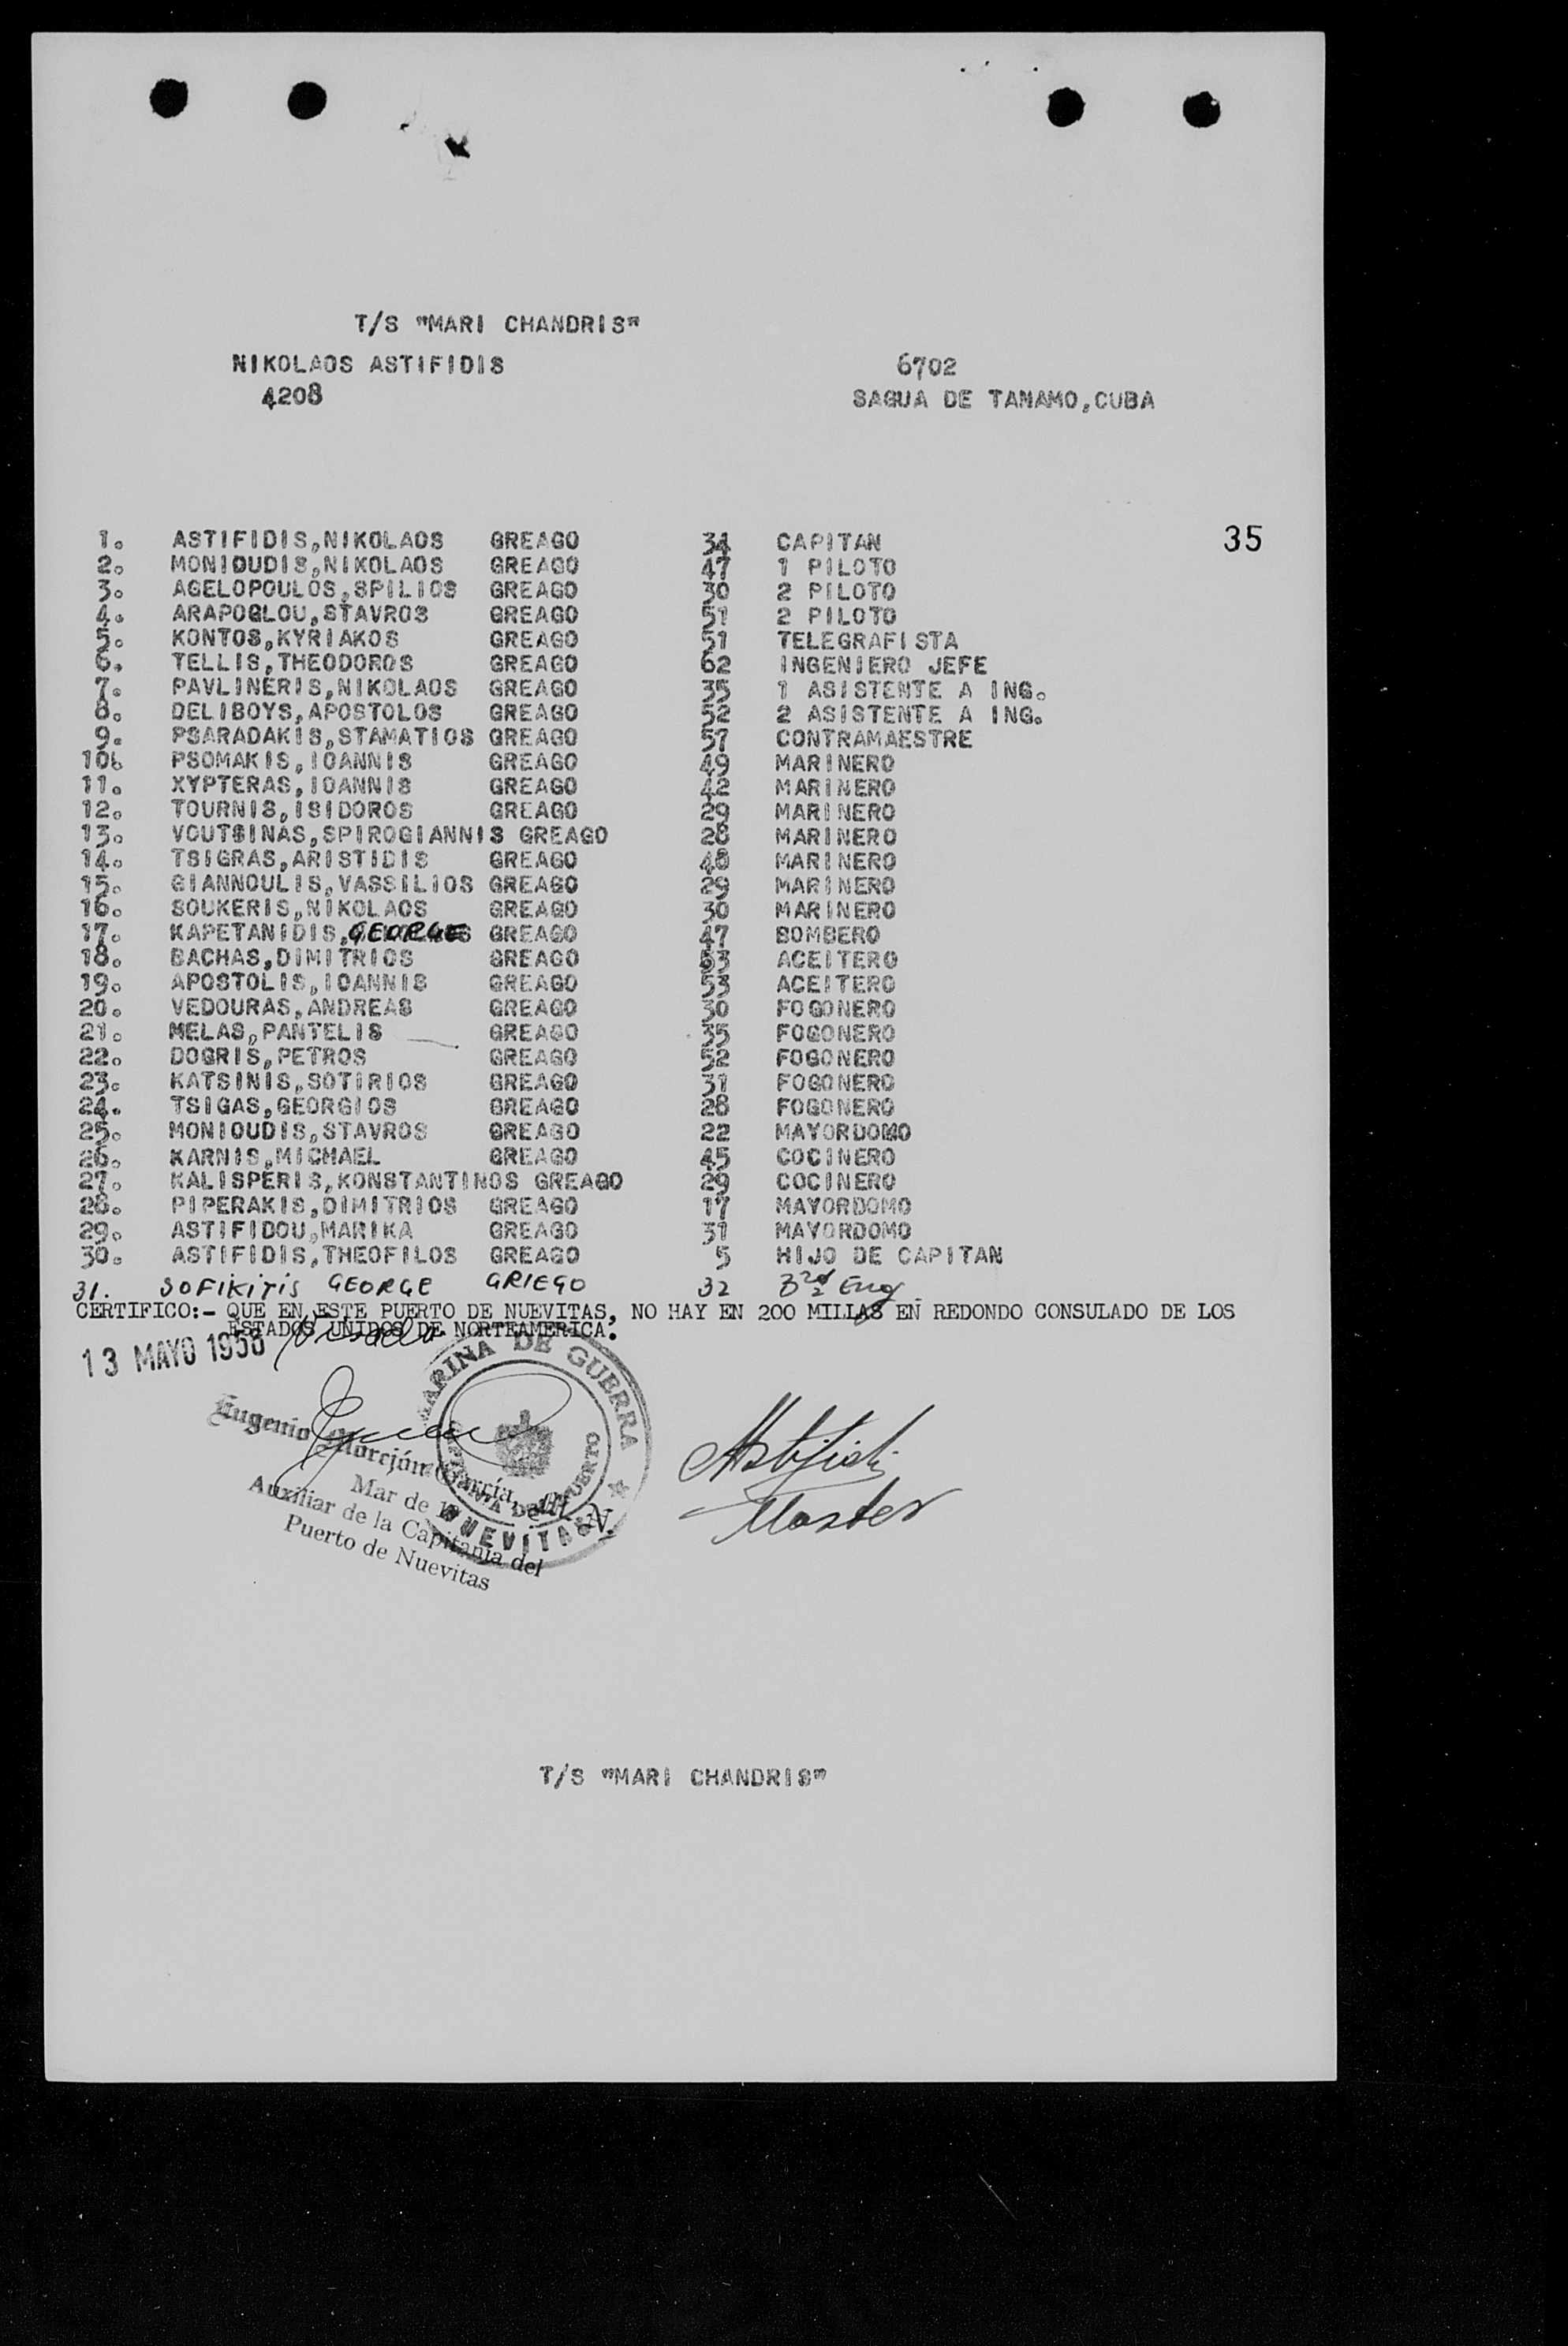 T/S "MARI CHANDRIS"
NIKOLAOS ASTIFIDIS 6702
4208 SAGUA DE TANAMO,CUBA
35
1. ASTIFIDIS,NIKOLAOS GREAGO 34 CAPITAN
2. MONIOUDIS,NIKOLAOS GREAGO 47 1 PILOTO
3. AGELOPOULOS,SPILIOS GREAGO 30 2 PILOTO
4. ARAPOGLOU,STAVROS GREAGO 51 2 PILOTO
5. KONTOS,KYRIAKOS GREAGO 51 TELEGRAFISTA
6. TELLIS,THEODOROS GREAGO 62 INGENIERO JEFE
7. PAVLINERIS,NIKOLAOS GREAGO 35 1 ASISTENTE A ING.
8. DELIBOYS,APOSTOLOS GREAGO 52 2 ASISTENTE A ING.
9. PSARADAKIS,STAMATIOS GREAGO 57 CONTRAMAESTRE
10. PSOMAKIS,IOANNIS GREAGO 49 MARINERO
11. XYPTERAS,IOANNIS GREAGO 42 MARINERO
12. TOURNIS,ISIDOROS GREAGO 29 MARINERO
13. VOUTSINAS,SPIROGIANNIS GREAGO 28 MARINERO
14. TSIGRAS,ARISTIDIS GREAGO 48 MARINERO
15. GIANNOULIS,VASSILIOS GREAGO 29 MARINERO
16. SOUKERIS,NIKOLAOS GREAGO 30 MARINERO
17. KAPETANIDIS,GEORGE GREAGO 47 BOMBERO
18. BACHAS,DIMITRIOS GREAGO 53 ACEITERO
19. APOSTOLIS,IOANNIS GREAGO 53 ACEITERO
20. VEDOURAS,ANDREAS GREAGO 30 FOGONERO
21. MELAS,PANTELIS GREAGO 35 FOGONERO
22. DOGRIS,PETROS GREAGO 52 FOGONERO
23. KATSINIS,SOTIRIOS GREAGO 31 FOGONERO
24. TSIGAS,GEORGIOS GREAGO 28 FOGONERO
25. MONIOUDIS,STAVROS GREAGO 22 MAYORDOMO
26. KARNIS,MICHAEL GREAGO 45 COCINERO
27. KALISPERIS,KONSTANTINOS GREAGO 29 COCINERO
28. PIPERAKIS,DIMITRIOS GREAGO 17 MAYORDOMO
29. ASTIFIDOU,MARIKA GREAGO 31 MAYORDOMO
30. ASTIFIDIS,THEOFILOS GREAGO 5 HIJO DE CAPITAN
31. SOFIKITIS GEORGE GRIEGO 32 3rd Eng
CERTIFICO:- QUE EN ESTE PUERTO DE NUEVITAS, NO HAY EN 200 MILLAS EN REDONDO CONSULADO DE LOS
ESTADOS UNIDOS DE NORTEAMERICA.
13 MAYO 1958
MARINA DE GUERRA
CAPITANIA DEL PUERTO
NUEVITAS
Eugenio Morejón García, M. N.
Mar de 1ª
Auxiliar de la Capitanía del
Puerto de Nuevitas
Master
T/S "MARI CHANDRIS"